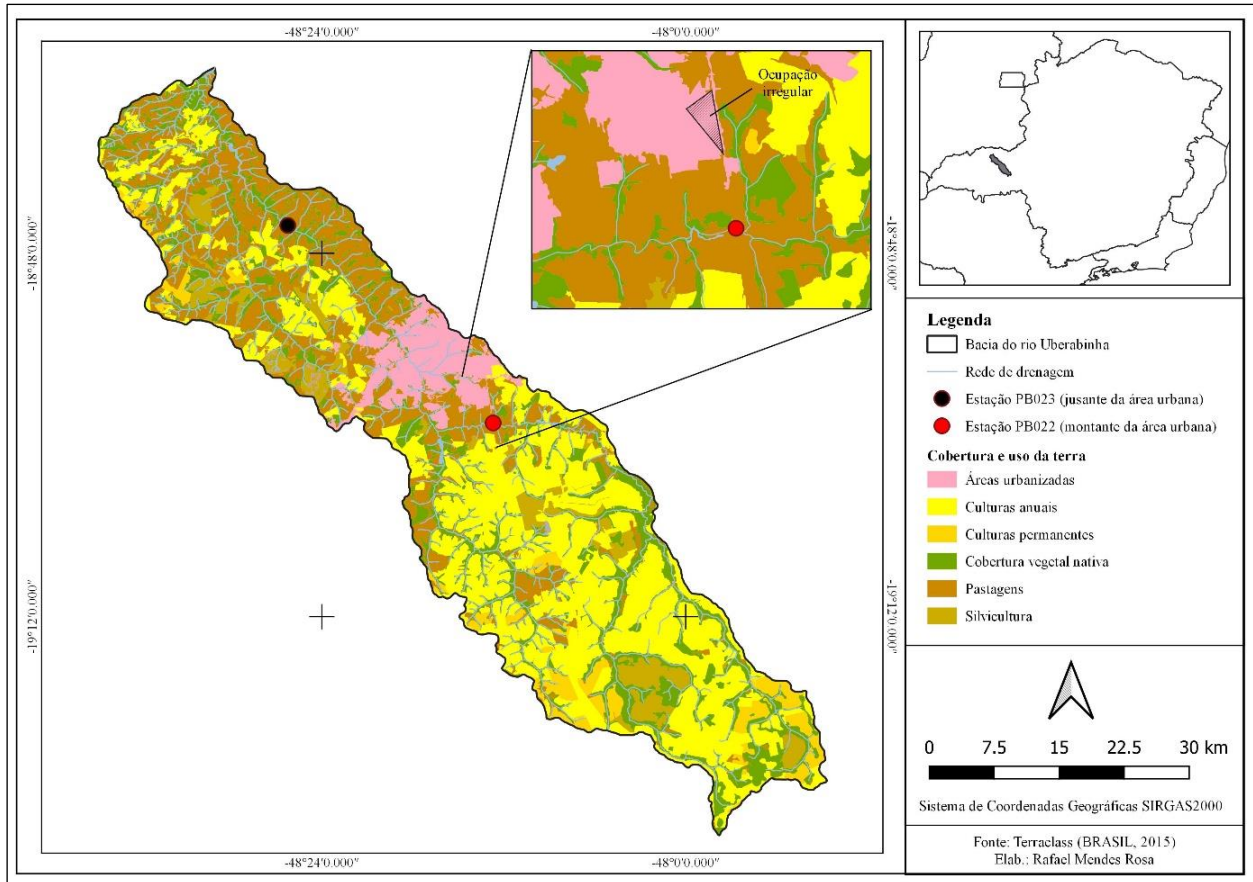 -48°24'0.000"
-48°0'0.000"
Ocupação
irregular
-18°48'0.000"
-18°48'0.000"
-19°12'0.000"
-19°12'0.000"
-48°24'0.000"
-48°0'0.000"
Legenda
Bacia do rio Uberabinha
Rede de drenagem
Estação PB023 (jusante da área urbana)
Estação PB022 (montante da área urbana)
Cobertura e uso da terra
Áreas urbanizadas
Culturas anuais
Culturas permanentes
Cobertura vegetal nativa
Pastagens
Silvicultura
0 7.5 15 22.5 30 km
Sistema de Coordenadas Geográficas SIRGAS2000
Fonte: Terraclass (BRASIL, 2015)
Elab.: Rafael Mendes Rosa